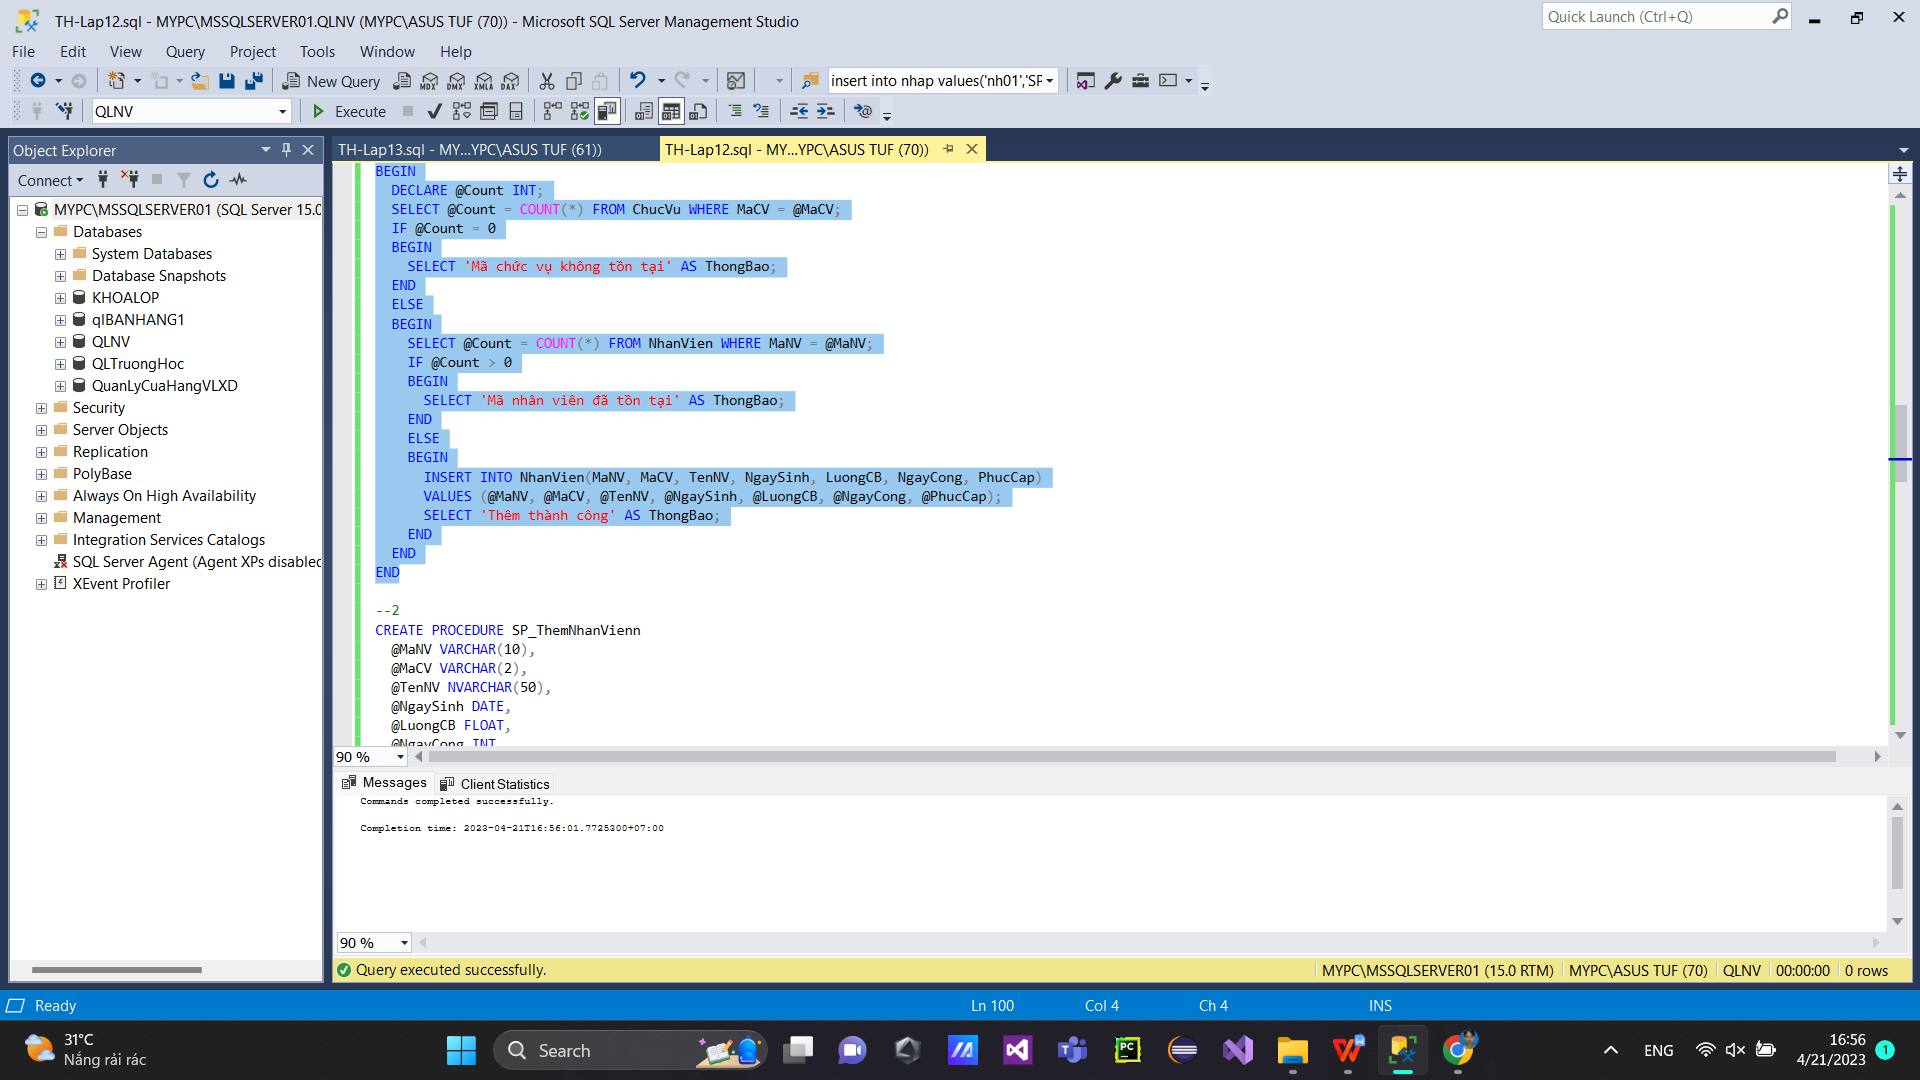 TH-Lap12.sql - MYPC\MSSQLSERVER01.QLNV (MYPC\ASUS TUF (70)) - Microsoft SQL Server Management Studio
Quick Launch (Ctrl+Q)
File Edit View Query Project Tools Window Help
New Query
MDX DMX XMLA DAX
insert into nhap values('nh01','SF
QLNV
Execute
Object Explorer
TH-Lap13.sql - MY...YPC\ASUS TUF (61))
TH-Lap12.sql - MY...YPC\ASUS TUF (70))
Connect
MYPC\MSSQLSERVER01 (SQL Server 15.0
Databases
System Databases
Database Snapshots
KHOALOP
qlBANHANG1
QLNV
QLTruongHoc
QuanLyCuaHangVLXD
Security
Server Objects
Replication
PolyBase
Always On High Availability
Management
Integration Services Catalogs
SQL Server Agent (Agent XPs disabled
XEvent Profiler
BEGIN
DECLARE @Count INT;
SELECT @Count = COUNT(*) FROM ChucVu WHERE MaCV = @MaCV;
IF @Count = 0
BEGIN
SELECT 'Mã chức vụ không tồn tại' AS ThongBao;
END
ELSE
BEGIN
SELECT @Count = COUNT(*) FROM NhanVien WHERE MaNV = @MaNV;
IF @Count > 0
BEGIN
SELECT 'Mã nhân viên đã tồn tại' AS ThongBao;
END
ELSE
BEGIN
INSERT INTO NhanVien(MaNV, MaCV, TenNV, NgaySinh, LuongCB, NgayCong, PhucCap)
VALUES (@MaNV, @MaCV, @TenNV, @NgaySinh, @LuongCB, @NgayCong, @PhucCap);
SELECT 'Thêm thành công' AS ThongBao;
END
END
END
--2
CREATE PROCEDURE SP_ThemNhanVienn
@MaNV VARCHAR(10),
@MaCV VARCHAR(2),
@TenNV NVARCHAR(50),
@NgaySinh DATE,
@LuongCB FLOAT,
@NgayCong INT
90 %
Messages Client Statistics
Commands completed successfully.
Completion time: 2023-04-21T16:56:01.7725300+07:00
90 %
Query executed successfully.
MYPC\MSSQLSERVER01 (15.0 RTM) MYPC\ASUS TUF (70) QLNV 00:00:00 0 rows
Ready Ln 100 Col 4 Ch 4 INS
31°C
Nắng rải rác
Search
PC
ENG
16:56
4/21/2023
1